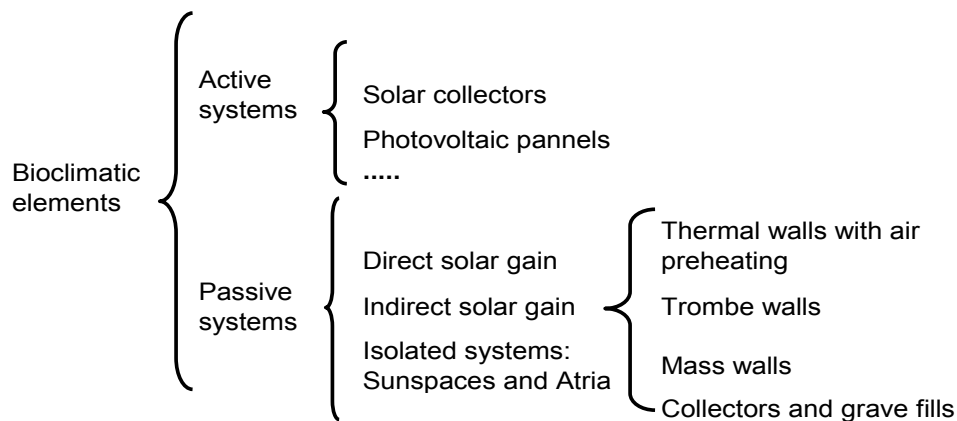 Bioclimatic
elements
Active
systems
Solar collectors
Photovoltaic pannels
.....
Passive
systems
Direct solar gain
Indirect solar gain
Isolated systems:
Sunspaces and Atria
Thermal walls with air
preheating
Trombe walls
Mass walls
Collectors and grave fills